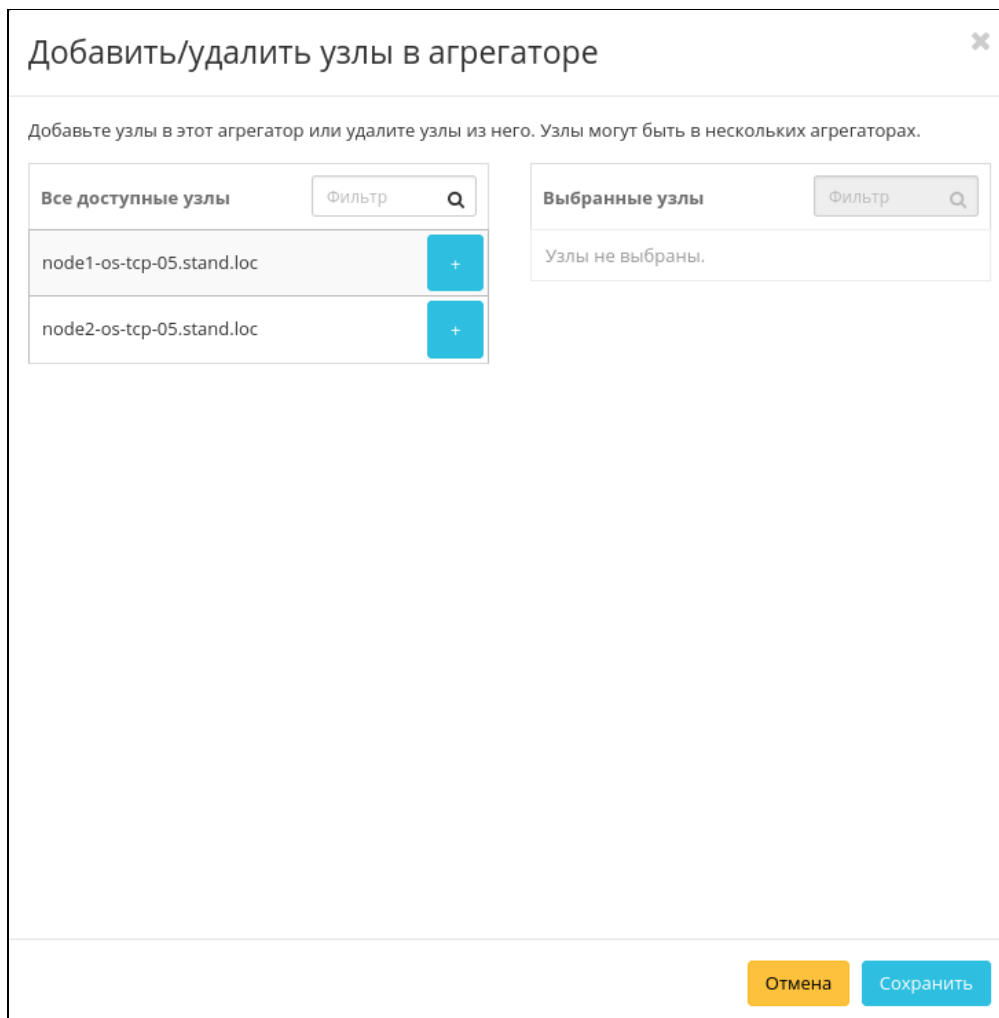 Добавить/удалить узлы в агрегаторе
Добавьте узлы в этот агрегатор или удалите узлы из него. Узлы могут быть в нескольких агрегаторах.
Все доступные узлы
Фильтр
node1-os-tcp-05.stand.loc
+
node2-os-tcp-05.stand.loc
+
Выбранные узлы
Фильтр
Узлы не выбраны.
Отмена
Сохранить